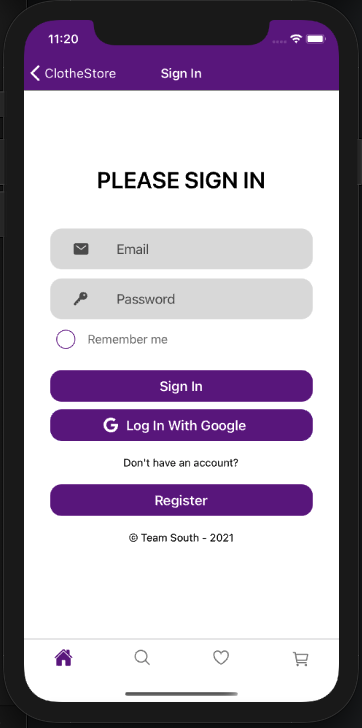 11:20
ClotheStore
Sign In
PLEASE SIGN IN
Email
Password
Remember me
Sign In
G Log In With Google
Don't have an account?
Register
© Team South - 2021